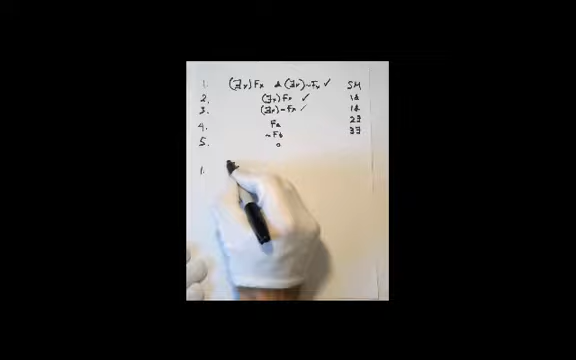 1. (∃x)Fx & (∃x)~Fx ✓ SM
2. (∃x)Fx ✓ 1&
3. (∃x)~Fx ✓ 1&
4. Fa 2∃
5. ~Fb 3∃
o
1.